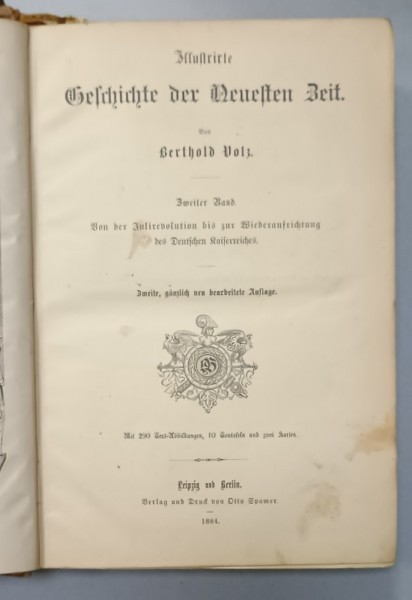 Illustrirte
Geschichte der Neuesten Zeit.
Von
Berthold Volz.
Zweiter Band.
Von der Julirevolution bis zur Wiederaufrichtung
des Deutschen Kaiserreiches.
Zweite, gänzlich neu bearbeitete Auflage.
Mit 290 Text-Abbildungen, 10 Tontafeln und zwei Karten.
Leipzig und Berlin.
Verlag und Druck von Otto Spamer.
1884.